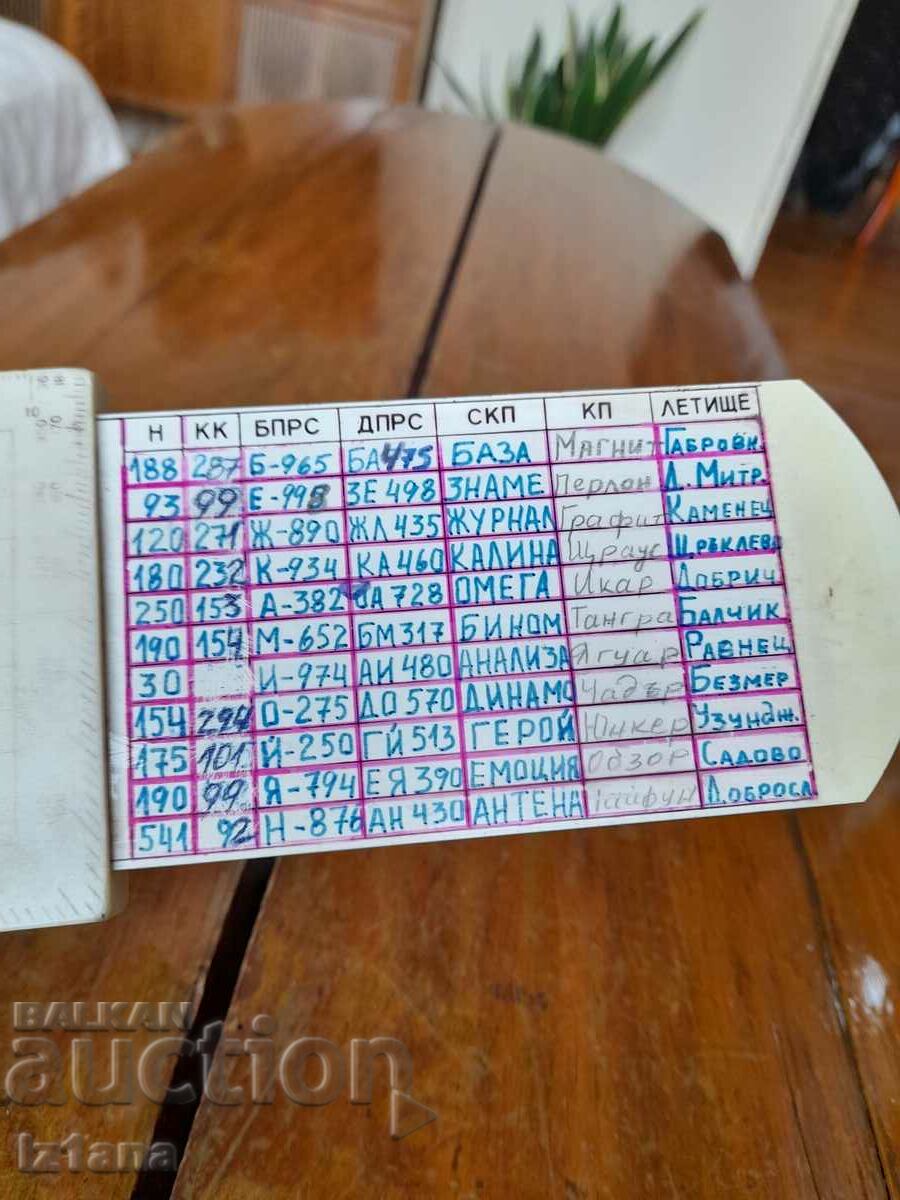 Н КК БПРС ДПРС СКП КП ЛЕТИЩЕ
188 287 Б-965 БА475 БАЗА Магнит Габровн.
93 99 Е-998 ЗЕ498 ЗНАМЕ Перлан Д. Митр.
120 271 Ж-890 ЖЛ435 ЖУРНАЛ Графит Каменец
180 232 К-934 КА460 КАЛИНА Щраус Църклево
250 153 А-382 ОА728 ОМЕГА Икар Добрич
190 154 М-652 БМ317 БИНОМ Тангра Балчик
30 И-974 АИ480 АНАЛИЗА Ягуар Равнец
154 294 О-275 ДО570 ДИНАМО Чадър Безмер
175 101 Й-250 ГЙ513 ГЕРОЙ Юнкер Узундж.
190 99 Я-794 ЕЯ390 ЕМОЦИЯ Обзор Садово
541 92 Н-876 АН430 АНТЕНА Тайфун Добросл
BALKAN
auction
iz1ana